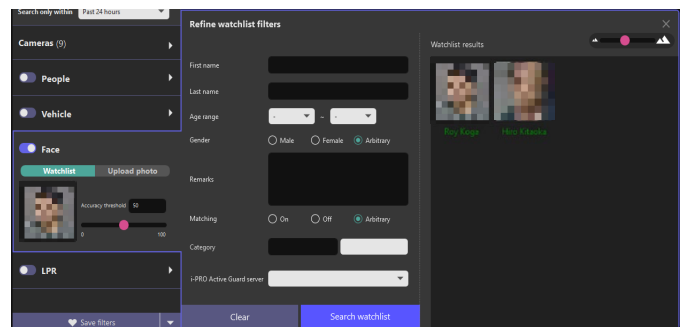 Search only within Past 24 hours
Refine watchlist filters
Cameras (9)
Watchlist results
First name
People
Last name
Age range - – -
Vehicle
Gender Male Female Arbitrary
Roy Koga Hiro Kitaoka
Face
Watchlist Upload photo
Remarks
Accuracy threshold 50
0 100
Matching On Off Arbitrary
Category
LPR
i-PRO Active Guard server
Clear Search watchlist
Save filters